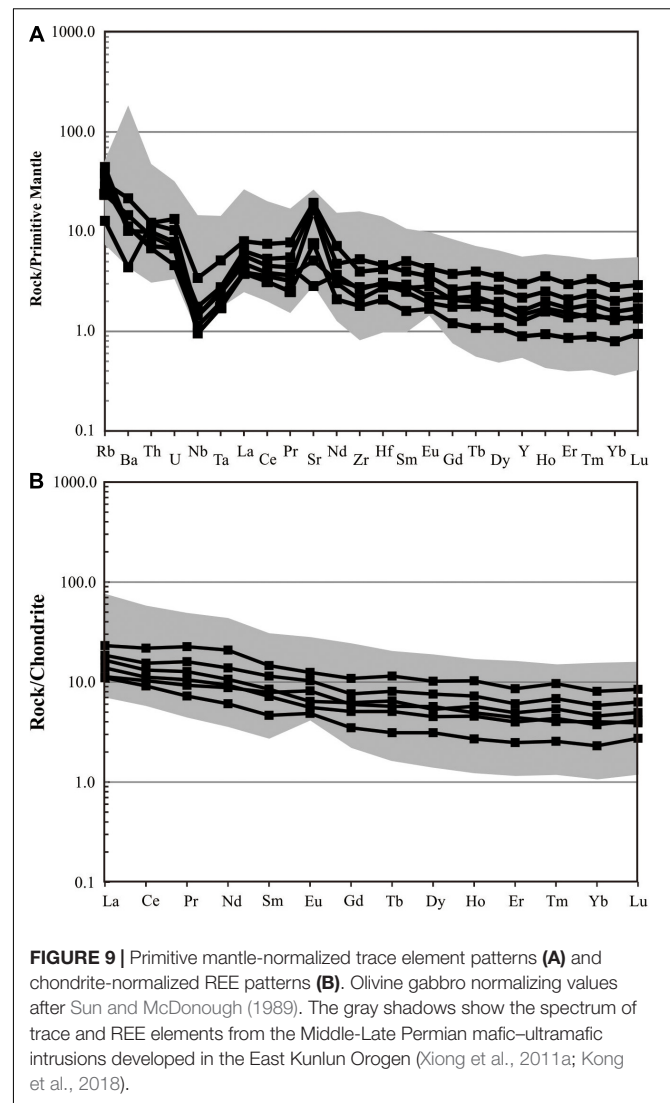 A
1000.0
100.0
10.0
1.0
0.1
Rock/Primitive Mantle
Rb Ba Th U Nb Ta La Ce Pr Sr Nd Zr Hf Sm Eu Gd Tb Dy Y Ho Er Tm Yb Lu
B
1000.0
100.0
10.0
1.0
0.1
Rock/Chondrite
La Ce Pr Nd Sm Eu Gd Tb Dy Ho Er Tm Yb Lu
FIGURE 9 | Primitive mantle-normalized trace element patterns (A) and
chondrite-normalized REE patterns (B). Olivine gabbro normalizing values
after Sun and McDonough (1989). The gray shadows show the spectrum of
trace and REE elements from the Middle-Late Permian mafic–ultramafic
intrusions developed in the East Kunlun Orogen (Xiong et al., 2011a; Kong
et al., 2018).